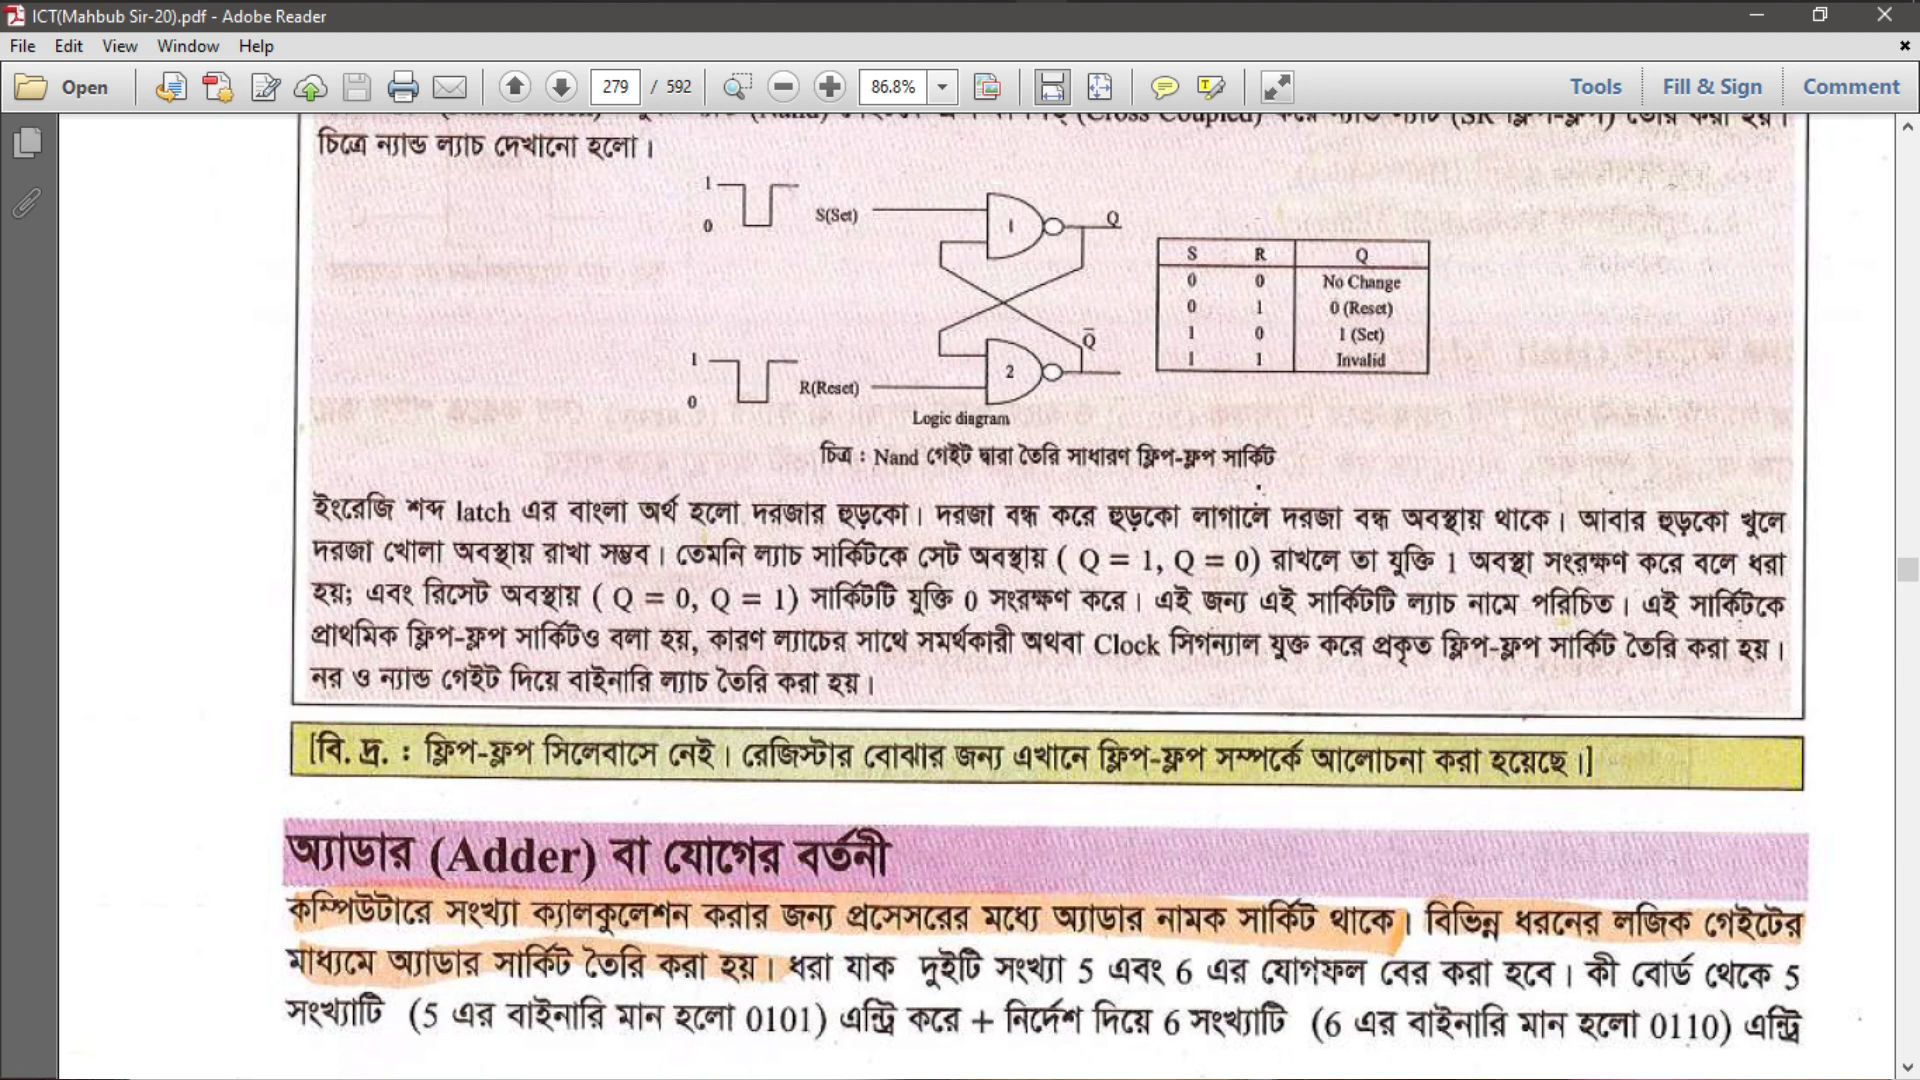 ICT(Mahbub Sir-20).pdf - Adobe Reader
File Edit View Window Help
Open 279 / 592 86.8% Tools Fill & Sign Comment
(Cross Coupled)
চিত্রে ন্যান্ড ল্যাচ দেখানো হলো।
1
0
S(Set)
1
Q
S R Q
0 0 No Change
0 1 0 (Reset)
1 0 1 (Set)
1 1 Invalid
Q̅
1
0
R(Reset)
2
Logic diagram
চিত্র : Nand গেইট দ্বারা তৈরি সাধারণ ফ্লিপ-ফ্লপ সার্কিট
ইংরেজি শব্দ latch এর বাংলা অর্থ হলো দরজার হুড়কো। দরজা বন্ধ করে হুড়কো লাগালে দরজা বন্ধ অবস্থায় থাকে। আবার হুড়কো খুলে
দরজা খোলা অবস্থায় রাখা সম্ভব। তেমনি ল্যাচ সার্কিটকে সেট অবস্থায় ( Q = 1, Q = 0) রাখলে তা যুক্তি 1 অবস্থা সংরক্ষণ করে বলে ধরা
হয়; এবং রিসেট অবস্থায় ( Q = 0, Q = 1) সার্কিটটি যুক্তি 0 সংরক্ষণ করে। এই জন্য এই সার্কিটটি ল্যাচ নামে পরিচিত। এই সার্কিটকে
প্রাথমিক ফ্লিপ-ফ্লপ সার্কিটও বলা হয়, কারণ ল্যাচের সাথে সমর্থকারী অথবা Clock সিগন্যাল যুক্ত করে প্রকৃত ফ্লিপ-ফ্লপ সার্কিট তৈরি করা হয়।
নর ও ন্যান্ড গেইট দিয়ে বাইনারি ল্যাচ তৈরি করা হয়।
[বি. দ্র. : ফ্লিপ-ফ্লপ সিলেবাসে নেই। রেজিস্টার বোঝার জন্য এখানে ফ্লিপ-ফ্লপ সম্পর্কে আলোচনা করা হয়েছে।]
অ্যাডার (Adder) বা যোগের বর্তনী
কম্পিউটারে সংখ্যা ক্যালকুলেশন করার জন্য প্রসেসরের মধ্যে অ্যাডার নামক সার্কিট থাকে। বিভিন্ন ধরনের লজিক গেইটের
মাধ্যমে অ্যাডার সার্কিট তৈরি করা হয়। ধরা যাক দুইটি সংখ্যা 5 এবং 6 এর যোগফল বের করা হবে। কী বোর্ড থেকে 5
সংখ্যাটি (5 এর বাইনারি মান হলো 0101) এন্ট্রি করে + নির্দেশ দিয়ে 6 সংখ্যাটি (6 এর বাইনারি মান হলো 0110) এন্ট্রি